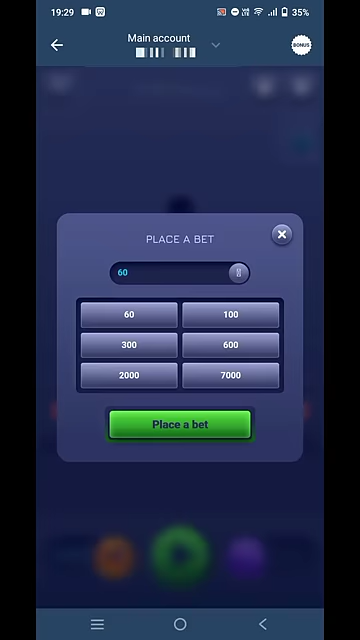 19:29
35%
Main account
BONUS
PLACE A BET
60
60
100
300
600
2000
7000
Place a bet